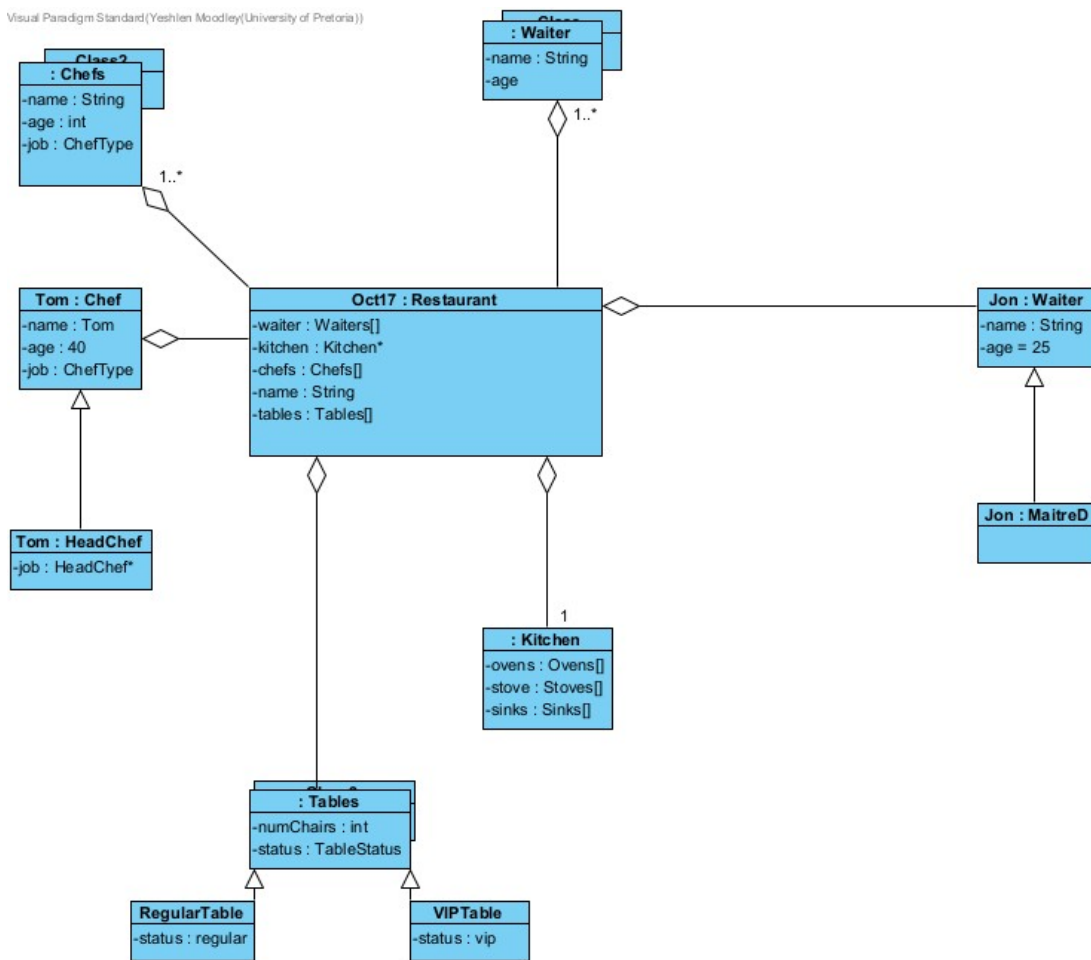 Visual Paradigm Standard(Yeshlen Moodley(University of Pretoria))
Class2
: Chefs
-name : String
-age : int
-job : ChefType
1..*
Class
: Waiter
-name : String
-age
1..*
Tom : Chef
-name : Tom
-age : 40
-job : ChefType
Oct17 : Restaurant
-waiter : Waiters[]
-kitchen : Kitchen*
-chefs : Chefs[]
-name : String
-tables : Tables[]
Jon : Waiter
-name : String
-age = 25
Tom : HeadChef
-job : HeadChef*
Jon : MaitreD
1
: Kitchen
-ovens : Ovens[]
-stove : Stoves[]
-sinks : Sinks[]
: Tables
-numChairs : int
-status : TableStatus
RegularTable
-status : regular
VIPTable
-status : vip